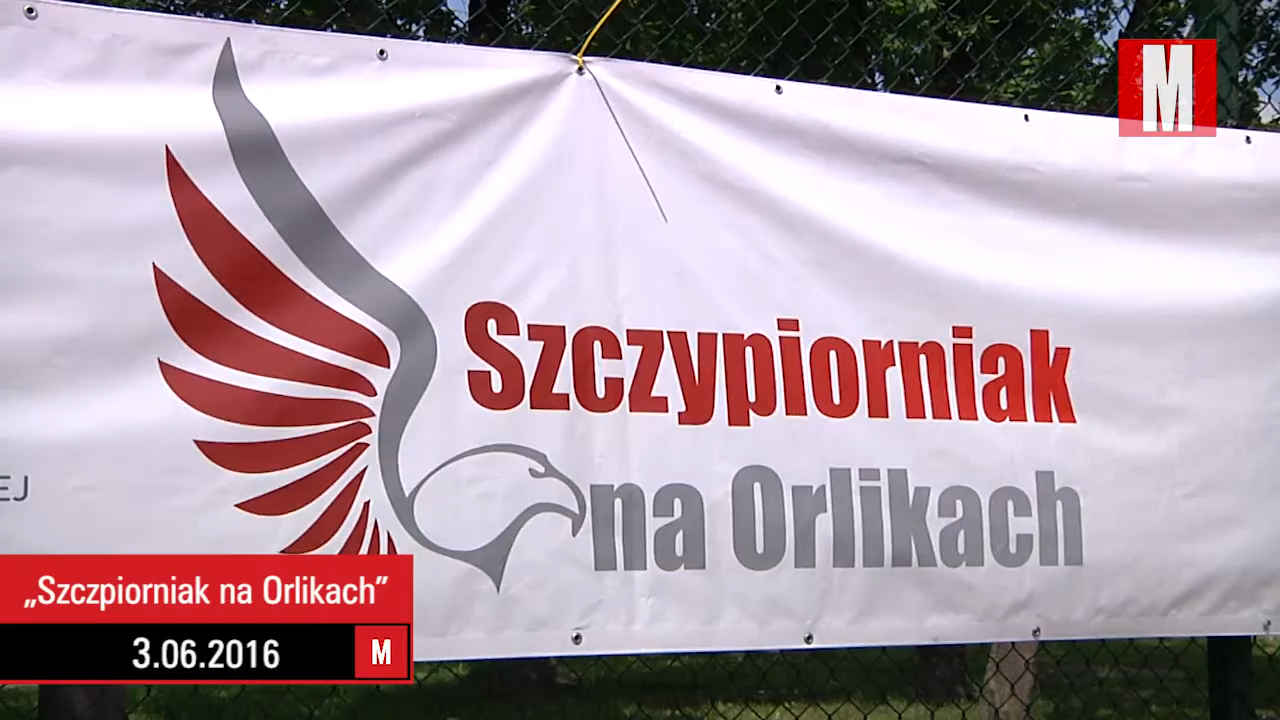 M
Szczypiorniak
na Orlikach
EJ
„Szczpiorniak na Orlikach”
3.06.2016 M